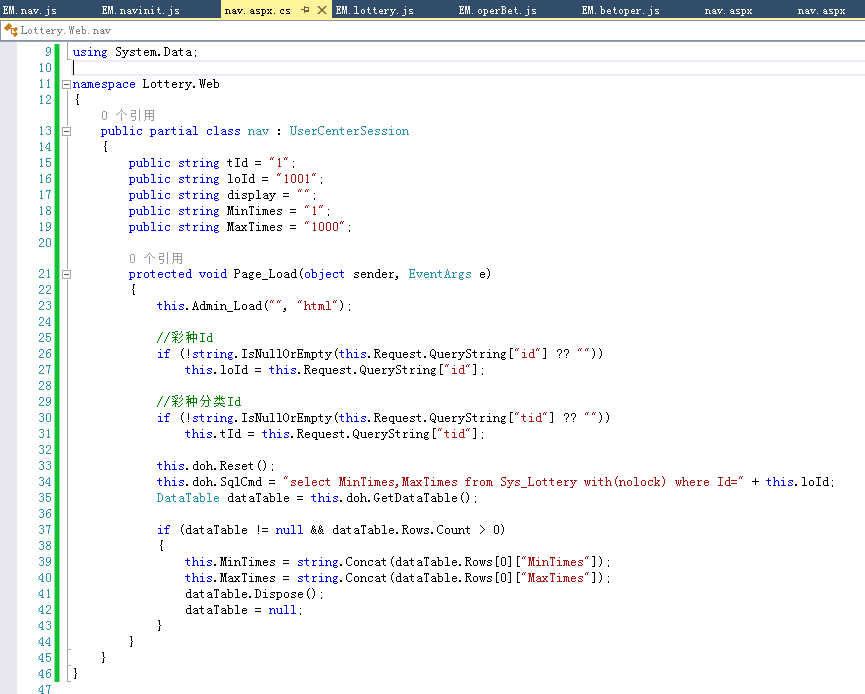 EM.nav.js EM.navinit.js nav.aspx.cs EM.lottery.js EM.operBet.js EM.betoper.js nav.aspx nav.aspx
Lottery.Web.nav
9 using System.Data;
10
11 namespace Lottery.Web
12 {
0 个引用
13 public partial class nav : UserCenterSession
14 {
15 public string tId = "1";
16 public string loId = "1001";
17 public string display = "";
18 public string MinTimes = "1";
19 public string MaxTimes = "1000";
20
0 个引用
21 protected void Page_Load(object sender, EventArgs e)
22 {
23 this.Admin_Load("", "html");
24
25 //彩种Id
26 if (!string.IsNullOrEmpty(this.Request.QueryString["id"] ?? ""))
27 this.loId = this.Request.QueryString["id"];
28
29 //彩种分类Id
30 if (!string.IsNullOrEmpty(this.Request.QueryString["tid"] ?? ""))
31 this.tId = this.Request.QueryString["tid"];
32
33 this.doh.Reset();
34 this.doh.SqlCmd = "select MinTimes,MaxTimes from Sys_Lottery with(nolock) where Id=" + this.loId;
35 DataTable dataTable = this.doh.GetDataTable();
36
37 if (dataTable != null && dataTable.Rows.Count > 0)
38 {
39 this.MinTimes = string.Concat(dataTable.Rows[0]["MinTimes"]);
40 this.MaxTimes = string.Concat(dataTable.Rows[0]["MaxTimes"]);
41 dataTable.Dispose();
42 dataTable = null;
43 }
44 }
45 }
46 }
47